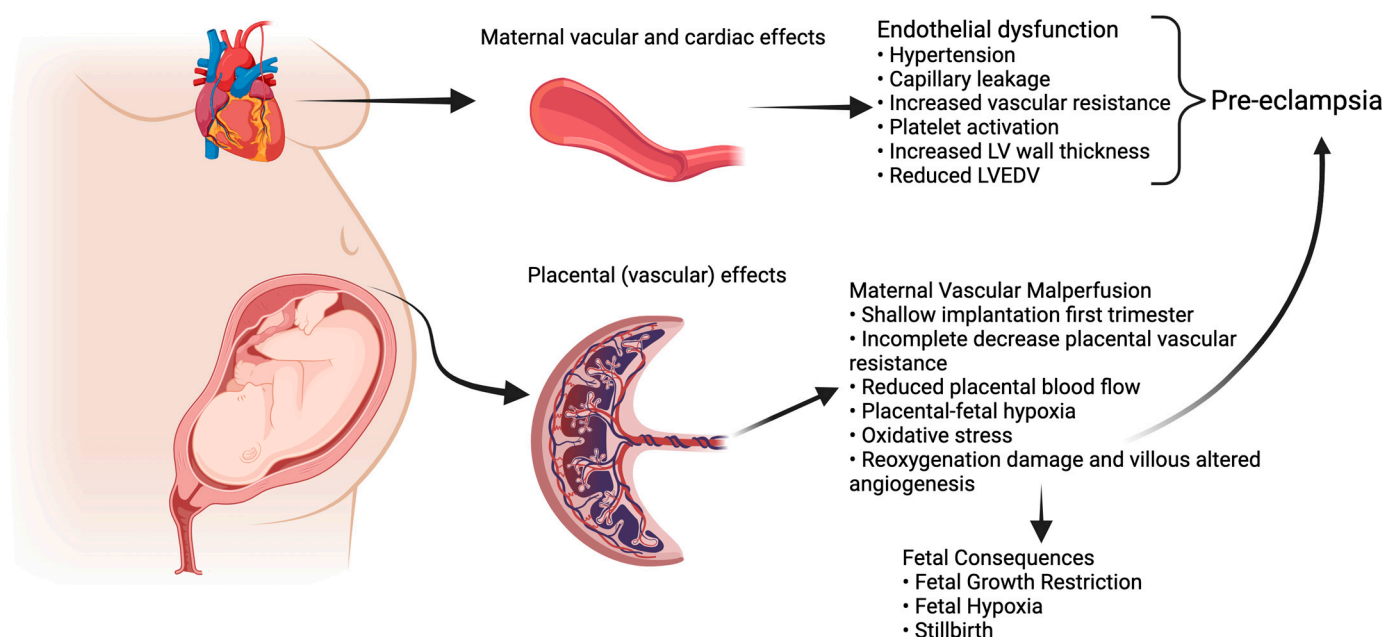 Maternal vacular and cardiac effects
Endothelial dysfunction
• Hypertension
• Capillary leakage
• Increased vascular resistance
• Platelet activation
• Increased LV wall thickness
• Reduced LVEDV
Pre-eclampsia
Placental (vascular) effects
Maternal Vascular Malperfusion
• Shallow implantation first trimester
• Incomplete decrease placental vascular
resistance
• Reduced placental blood flow
• Placental-fetal hypoxia
• Oxidative stress
• Reoxygenation damage and villous altered
angiogenesis
Fetal Consequences
• Fetal Growth Restriction
• Fetal Hypoxia
• Stillbirth